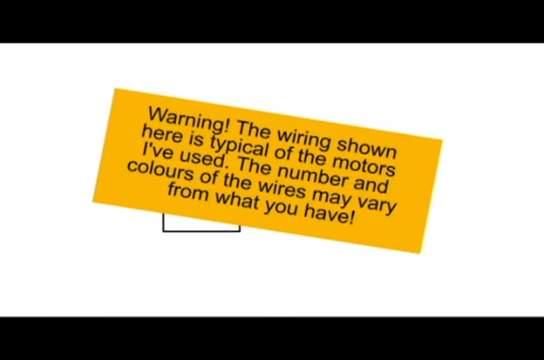 Warning! The wiring shown
here is typical of the motors
I've used. The number and
colours of the wires may vary
from what you have!